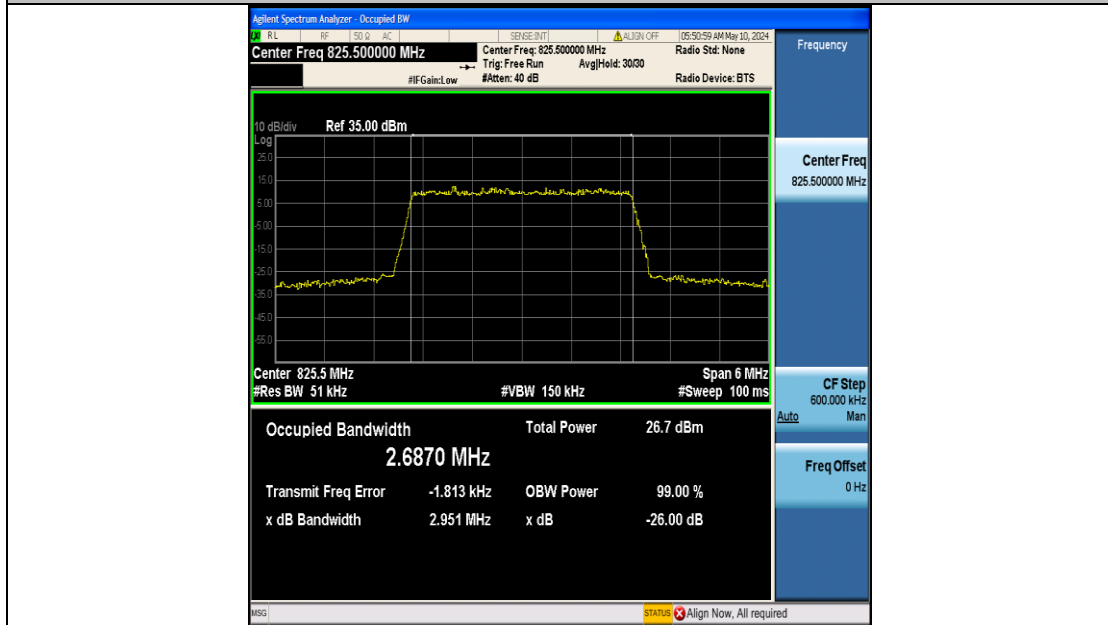 Agilent Spectrum Analyzer - Occupied BW
RL RF 50 Ω AC SENSE:INT ALIGN OFF 05:50:59 AM May 10, 2024
Center Freq 825.500000 MHz
Center Freq: 825.500000 MHz
Radio Std: None
Trig: Free Run Avg|Hold: 30/30
#IFGain:Low
#Atten: 40 dB
Radio Device: BTS
10 dB/div Ref 35.00 dBm
Log
25.0
15.0
5.00
-5.00
-15.0
-25.0
-35.0
-45.0
-55.0
Center 825.5 MHz Span 6 MHz
#Res BW 51 kHz #VBW 150 kHz #Sweep 100 ms
Occupied Bandwidth Total Power 26.7 dBm
2.6870 MHz
Transmit Freq Error -1.813 kHz OBW Power 99.00 %
x dB Bandwidth 2.951 MHz x dB -26.00 dB
Frequency
Center Freq
825.500000 MHz
CF Step
600.000 kHz
Auto Man
Freq Offset
0 Hz
MSG STATUS Align Now, All required